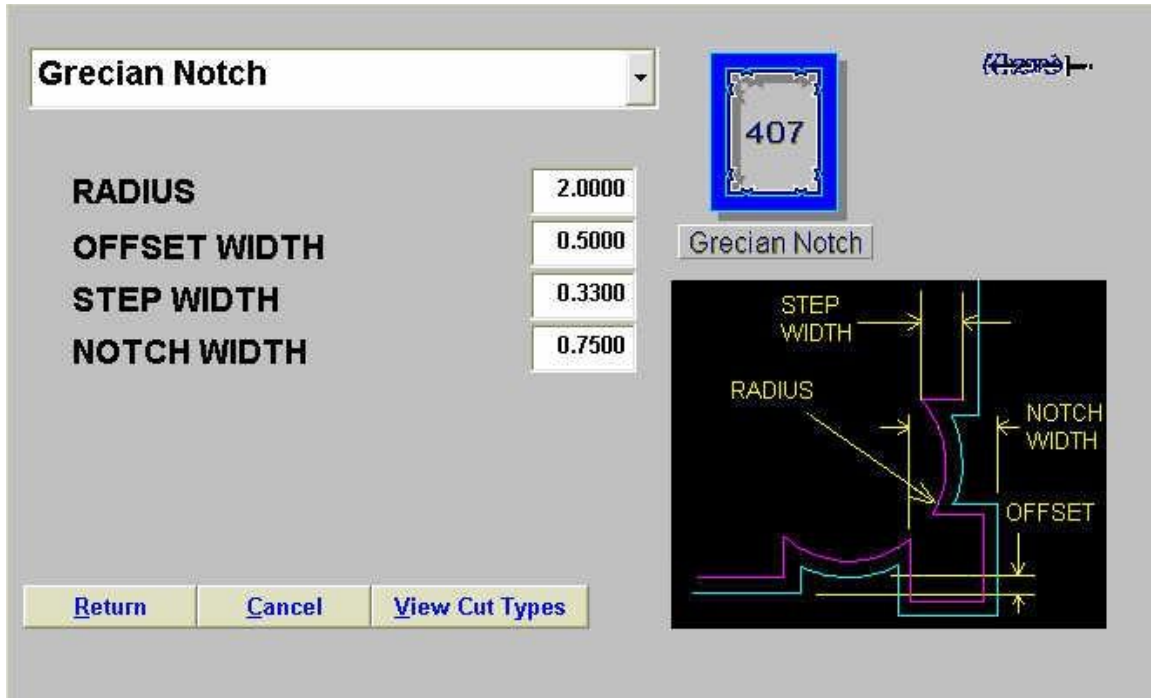 Grecian Notch
RADIUS 2.0000
OFFSET WIDTH 0.5000
STEP WIDTH 0.3300
NOTCH WIDTH 0.7500
Return Cancel View Cut Types
407
Grecian Notch
STEP
WIDTH
RADIUS
NOTCH
WIDTH
OFFSET